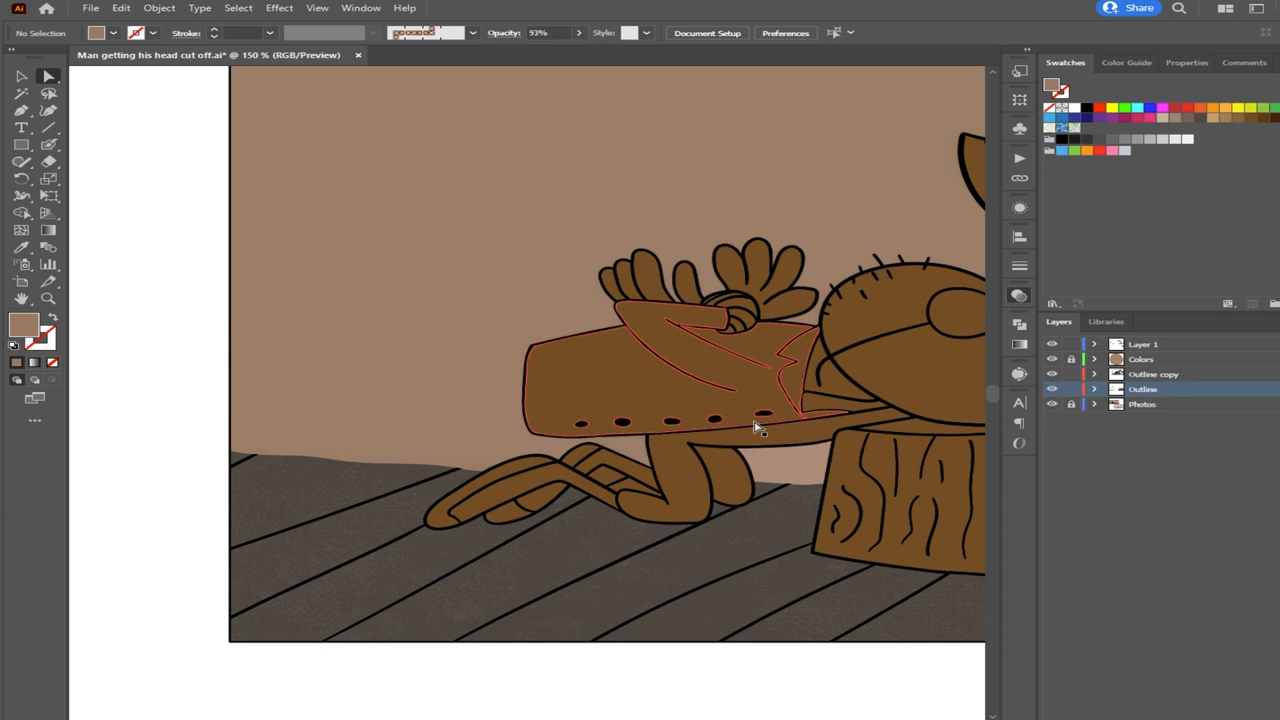 Ai File Edit Object Type Select Effect View Window Help Share
No Selection Stroke: Opacity: 93% Style: Document Setup Preferences
Man getting his head cut off.ai* @ 150 % (RGB/Preview)
Swatches Color Guide Properties Comments
Layers Libraries
Layer 1
Colors
Outline copy
Outline
Photos